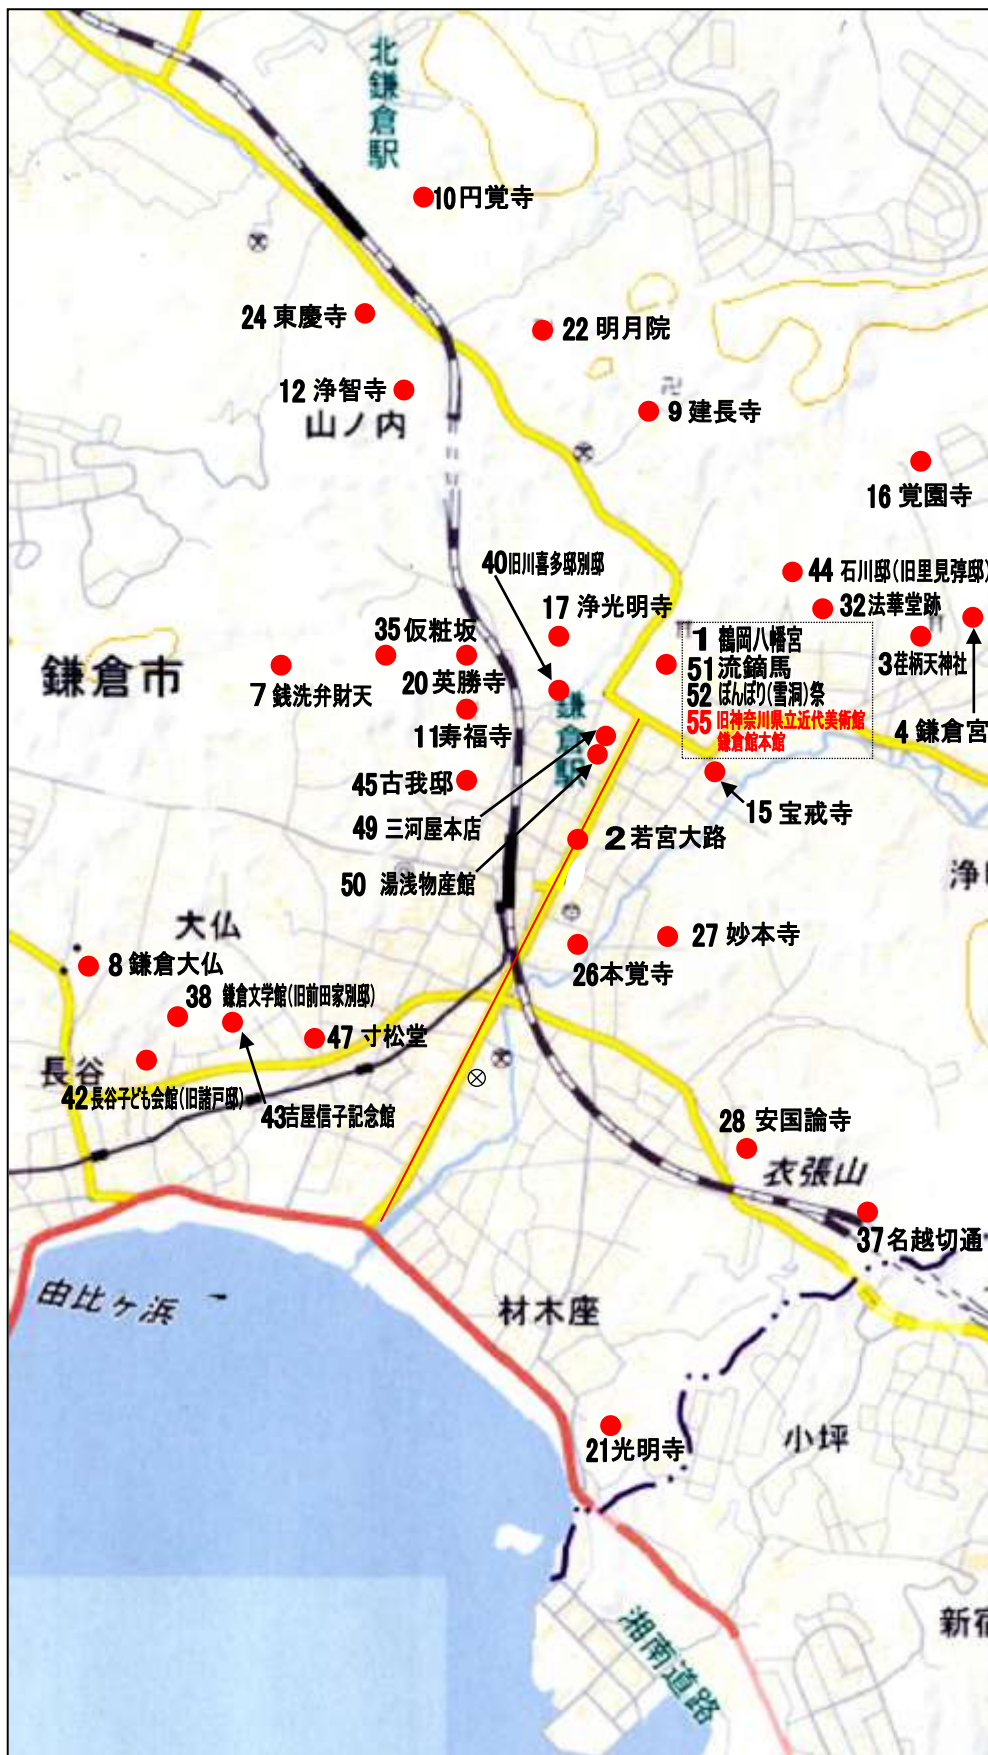 北鎌倉駅
10円覚寺
24 東慶寺
22 明月院
12 浄智寺
山ノ内
9 建長寺
16 覚園寺
40旧川喜多邸別邸
44 石川邸(旧里見弴邸)
17 浄光明寺
32法華堂跡
35 仮粧坂
1 鶴岡八幡宮
51 流鏑馬
52 ぼんぼり(雪洞)祭
55 旧神奈川県立近代美術館
鎌倉館本館
3荏柄天神社
4 鎌倉宮
鎌倉市
7 銭洗弁財天
20 英勝寺
11寿福寺
鎌倉駅
45古我邸
15 宝戒寺
49 三河屋本店
2 若宮大路
50 湯浅物産館
大仏
27 妙本寺
8 鎌倉大仏
26本覚寺
38 鎌倉文学館(旧前田家別邸)
47 寸松堂
長谷
42長谷子ども会館(旧諸戸邸)
43吉屋信子記念館
28 安国論寺
衣張山
37名越切通
由比ヶ浜
材木座
21光明寺
小坪
湘南道路